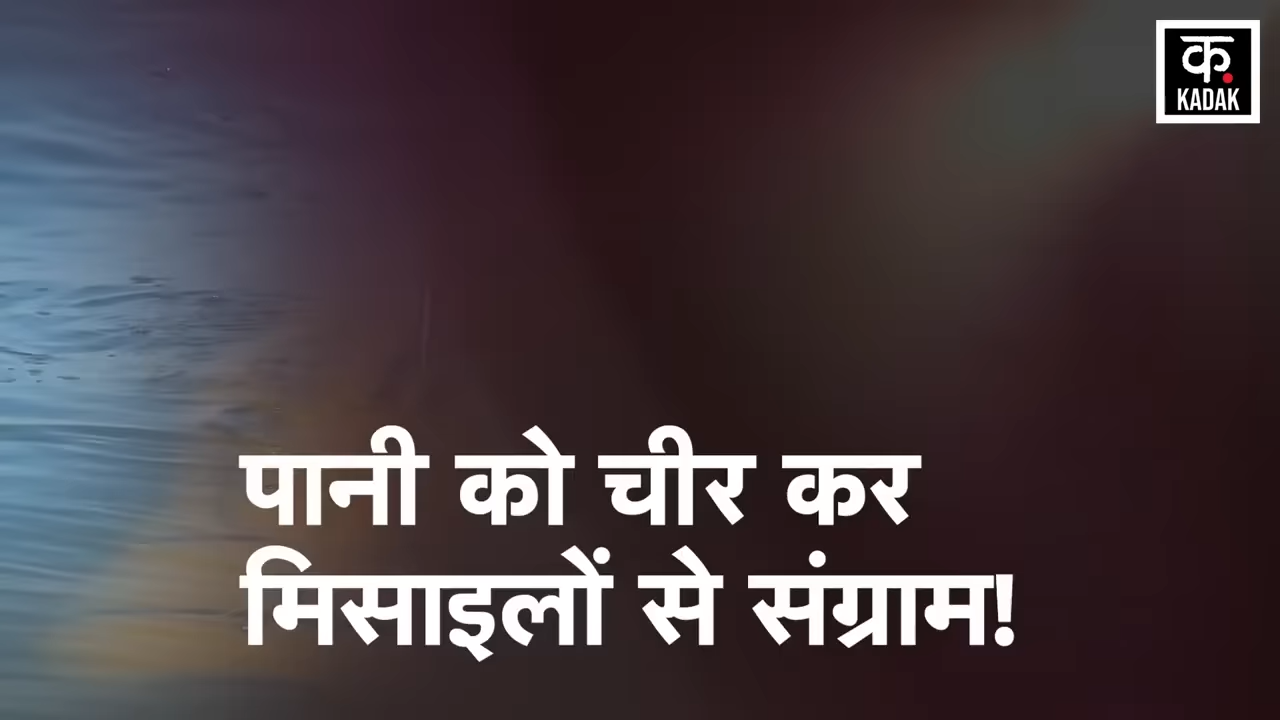 क.
KADAK
पानी को चीर कर
मिसाइलों से संग्राम!